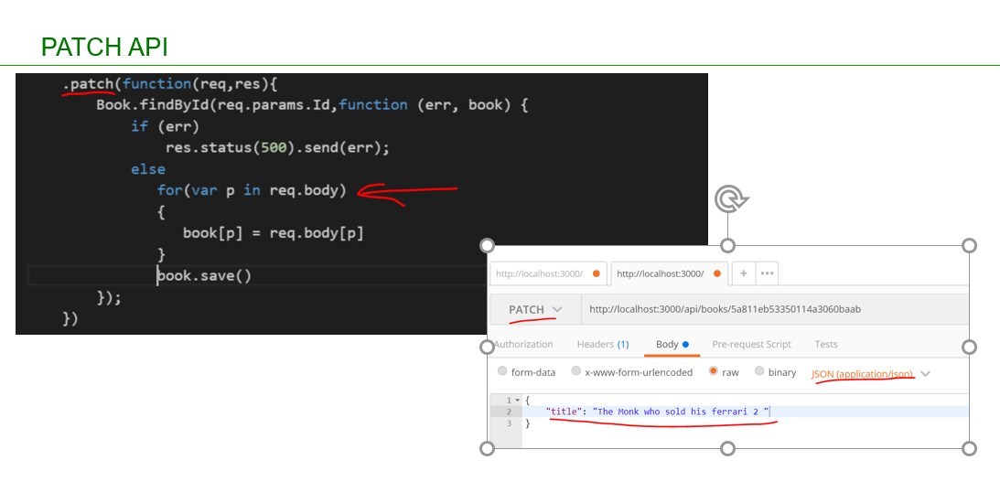 PATCH API
.patch(function(req,res){
Book.findById(req.params.Id,function (err, book) {
if (err)
res.status(500).send(err);
else
for(var p in req.body)
{
book[p] = req.body[p]
}
book.save()
});
})
http://localhost:3000/
http://localhost:3000/.
+
•••
PATCH
http://localhost:3000/api/books/5a811eb53350114a3060baab
Authorization Headers (1) Body Pre-request Script Tests
form-data x-www-form-urlencoded raw binary JSON (application/json)
1 {
2 "title": "The Monk who sold his ferrari 2 "
3 }